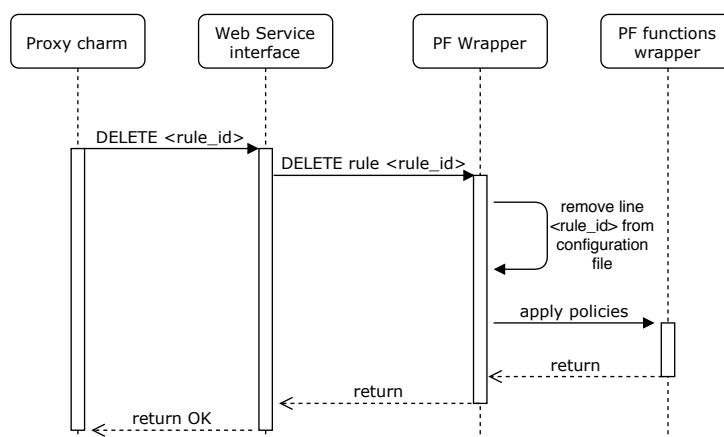 Proxy charm
Web Service
interface
PF Wrapper
PF functions
wrapper
DELETE <rule_id>
DELETE rule <rule_id>
remove line
<rule_id> from
configuration
file
apply policies
return
return
return OK